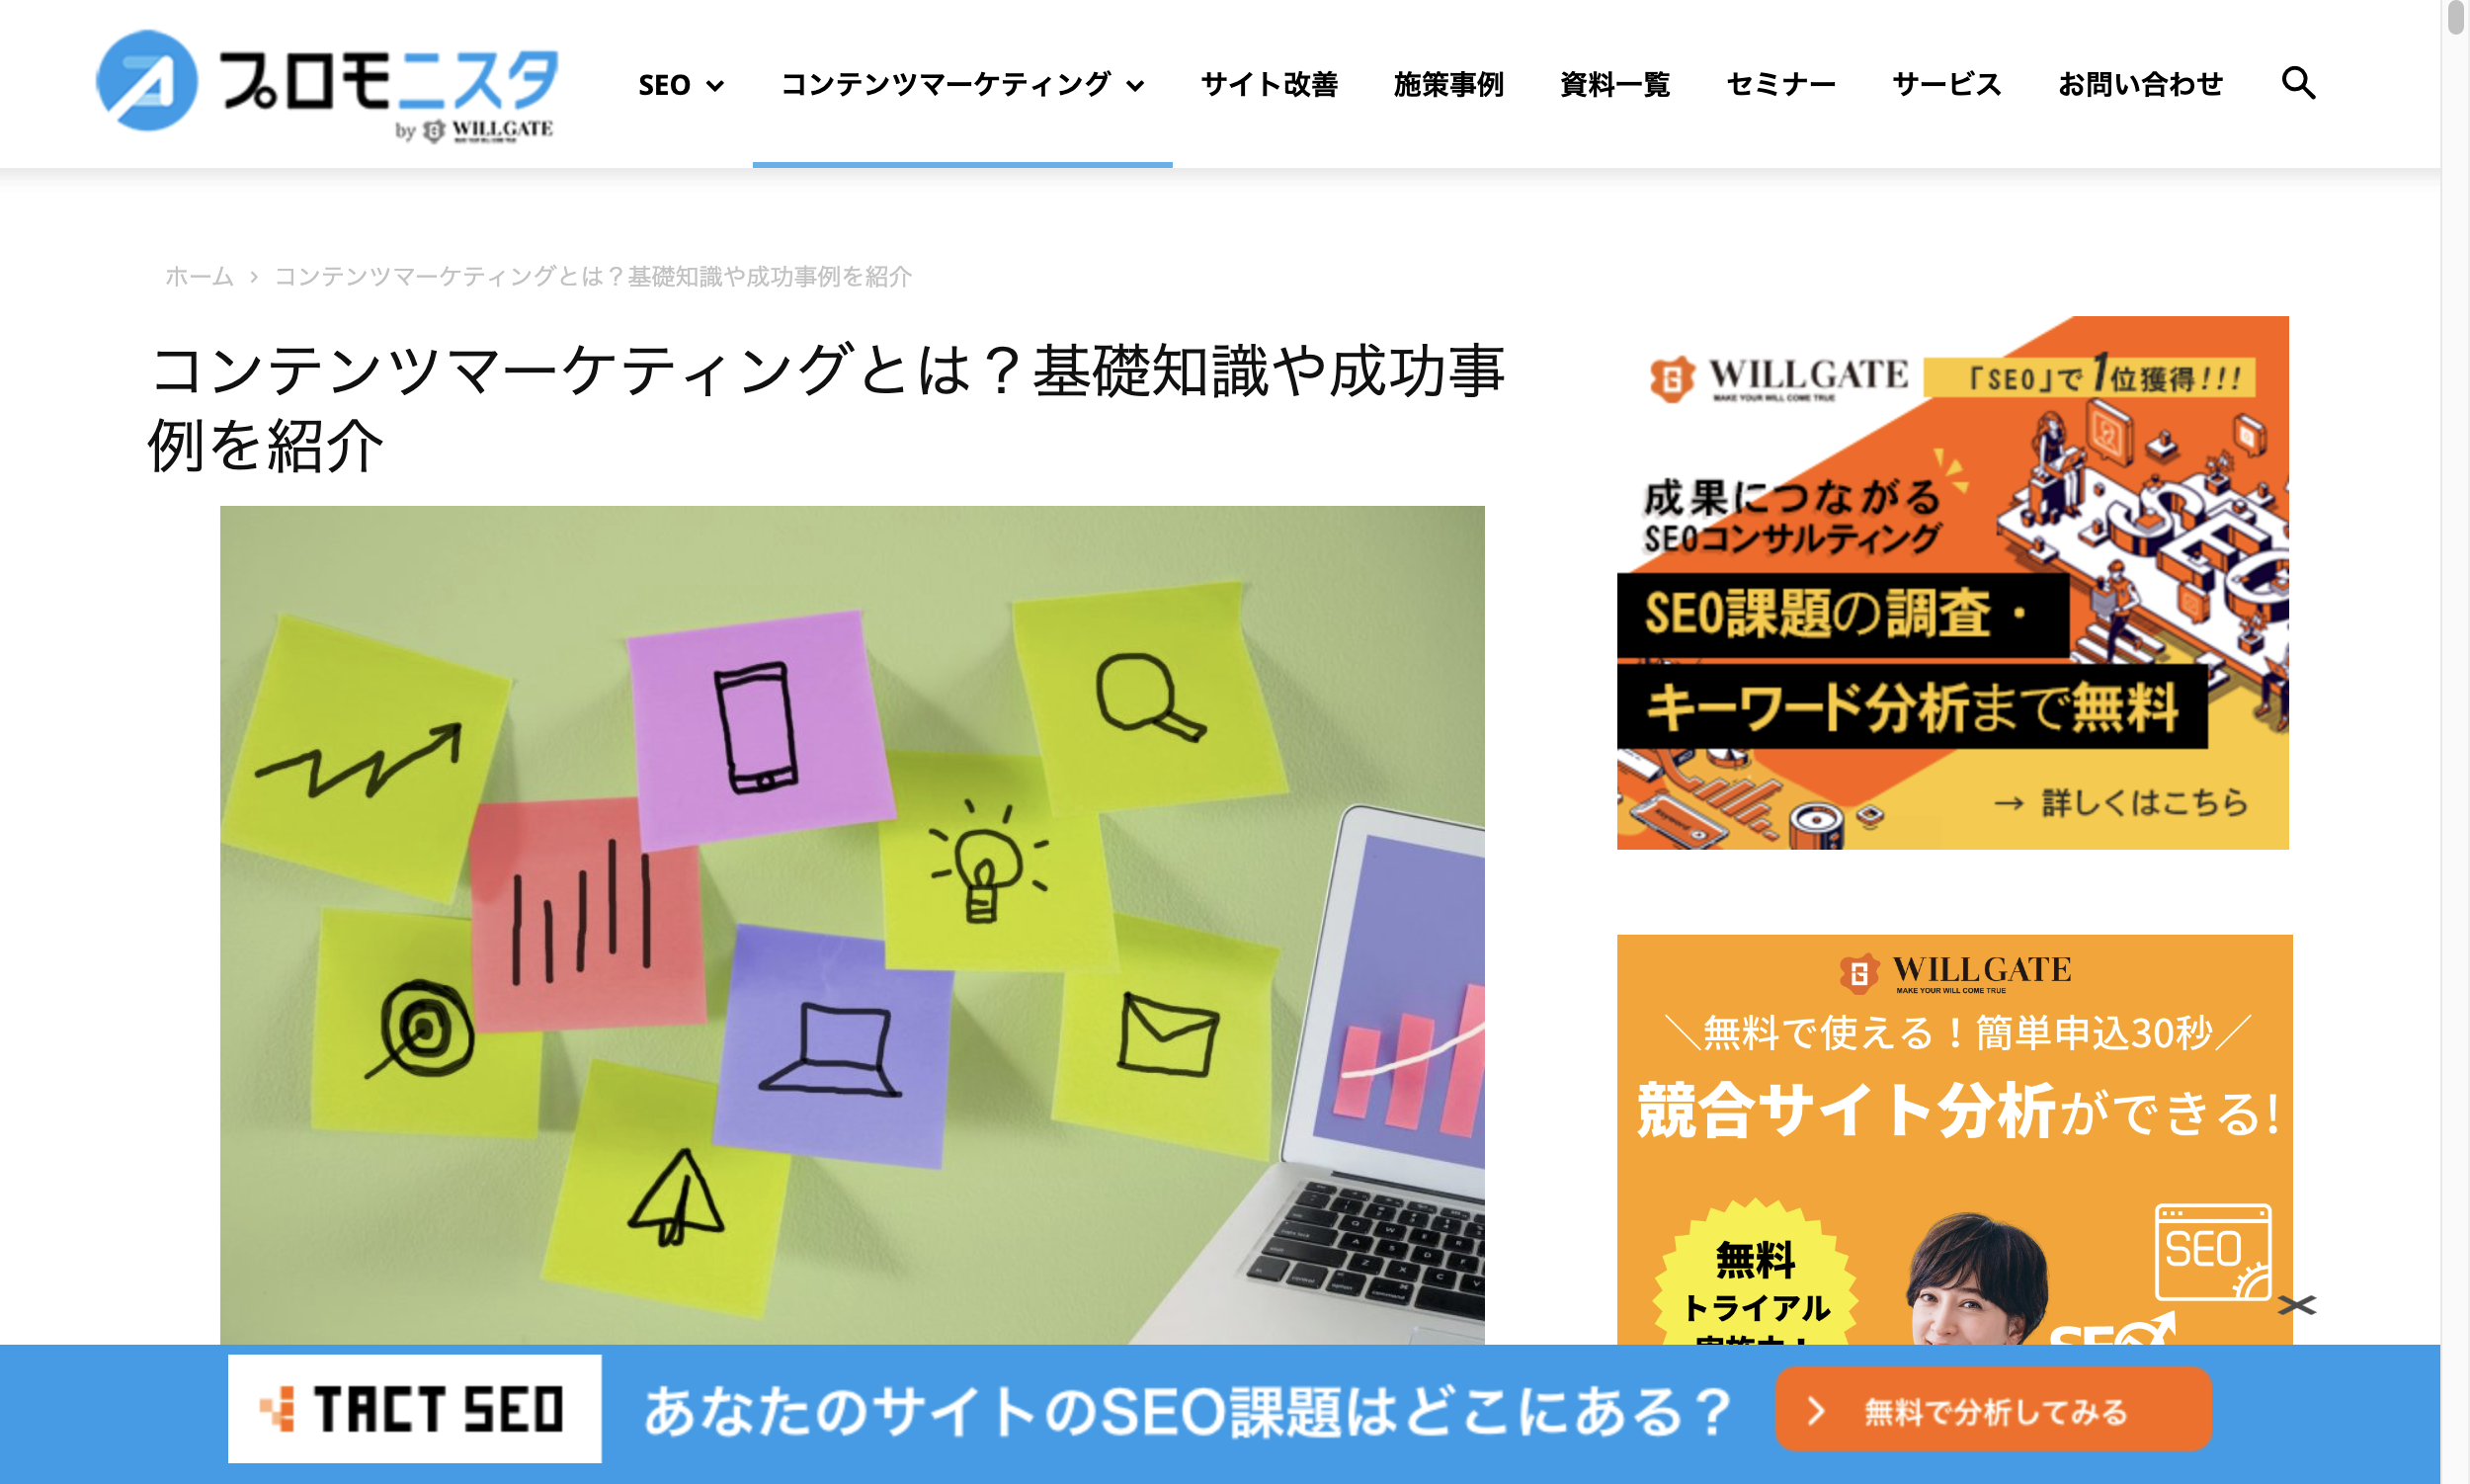 プロモニスタ
by WILLGATE
SEO
コンテンツマーケティング
サイト改善
施策事例
資料一覧
セミナー
サービス
お問い合わせ
ホーム › コンテンツマーケティングとは？基礎知識や成功事例を紹介
コンテンツマーケティングとは？基礎知識や成功事
例を紹介
WILLGATE
MAKE YOUR WILL COME TRUE
「SEO」で1位獲得!!!
成果につながる
SEOコンサルティング
SEO
SEO課題の調査・
キーワード分析まで無料
Keyword
→ 詳しくはこちら
WILLGATE
MAKE YOUR WILL COME TRUE
＼無料で使える！簡単申込30秒／
競合サイト分析ができる!
無料
トライアル
SEO
TACT SEO
あなたのサイトのSEO課題はどこにある？
無料で分析してみる